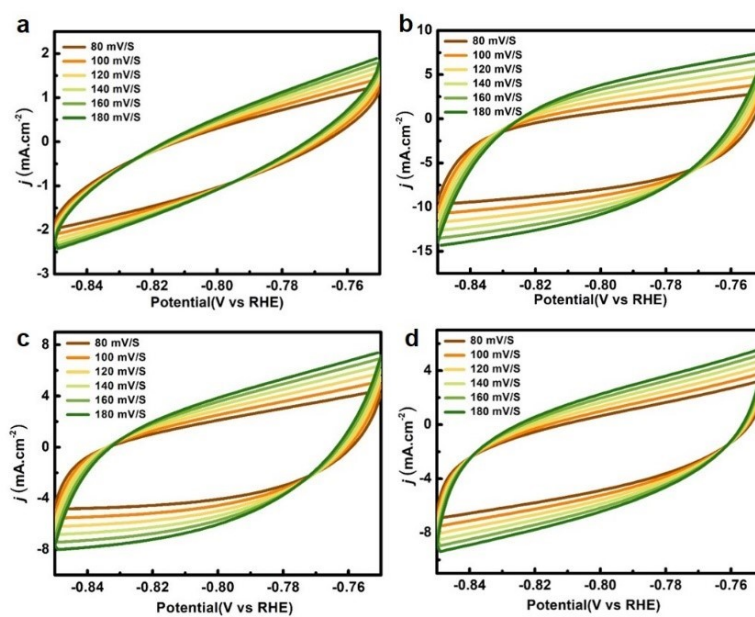 a
80 mV/S
100 mV/S
120 mV/S
140 mV/S
160 mV/S
180 mV/S
2
1
0
-1
-2
-3
j (mA.cm-2)
-0.84 -0.82 -0.80 -0.78 -0.76
Potential(V vs RHE)
b
80 mV/S
100 mV/S
120 mV/S
140 mV/S
160 mV/S
180 mV/S
10
5
0
-5
-10
-15
j (mA.cm-2)
-0.84 -0.82 -0.80 -0.78 -0.76
Potential(V vs RHE)
c
80 mV/S
100 mV/S
120 mV/S
140 mV/S
160 mV/S
180 mV/S
8
4
0
-4
-8
j (mA.cm-2)
-0.84 -0.82 -0.80 -0.78 -0.76
Potential(V vs RHE)
d
80 mV/S
100 mV/S
120 mV/S
140 mV/S
160 mV/S
180 mV/S
4
0
-4
-8
j (mA.cm-2)
-0.84 -0.82 -0.80 -0.78 -0.76
Potential(V vs RHE)